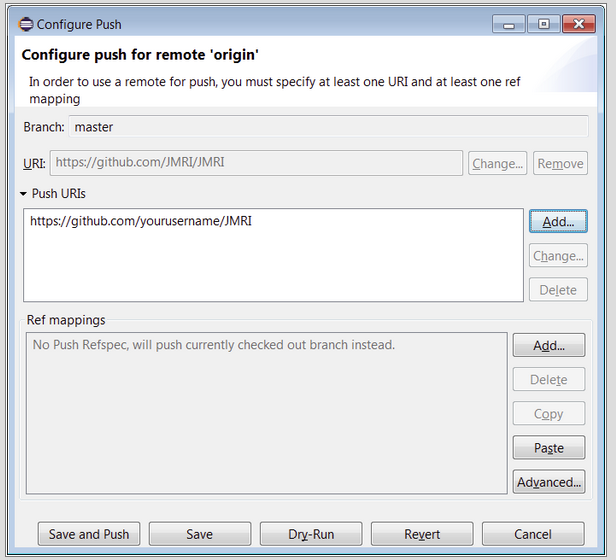 Configure Push
Configure push for remote 'origin'
In order to use a remote for push, you must specify at least one URI and at least one ref
mapping
Branch: master
URI: https://github.com/JMRI/JMRI Change... Remove
Push URIs
https://github.com/yourusername/JMRI Add...
Change...
Delete
Ref mappings
No Push Refspec, will push currently checked out branch instead. Add...
Delete
Copy
Paste
Advanced...
Save and Push Save Dry-Run Revert Cancel